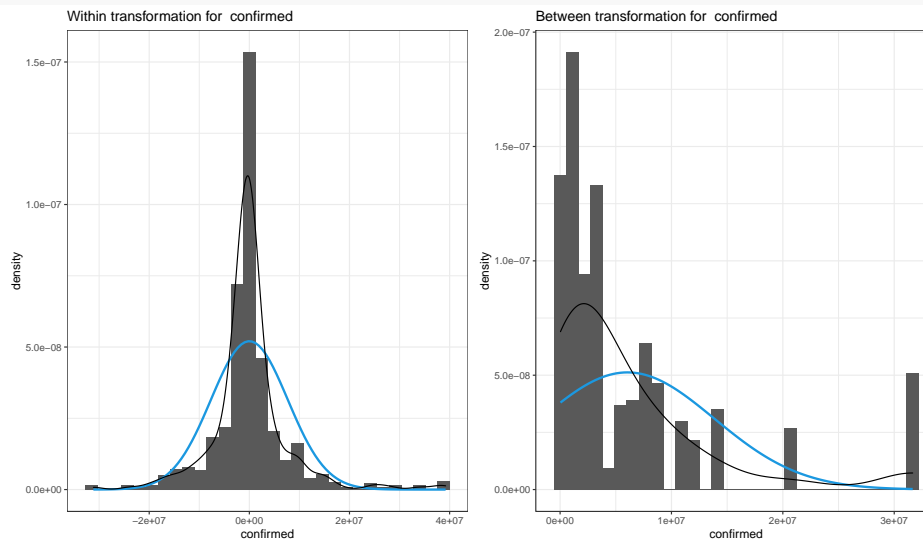 Within transformation for  confirmed
1.5e−07
1.0e−07
5.0e−08
0.0e+00
density
−2e+07 0e+00 2e+07 4e+07
confirmed
Between transformation for  confirmed
2.0e−07
1.5e−07
1.0e−07
5.0e−08
0.0e+00
density
0e+00 1e+07 2e+07 3e+07
confirmed